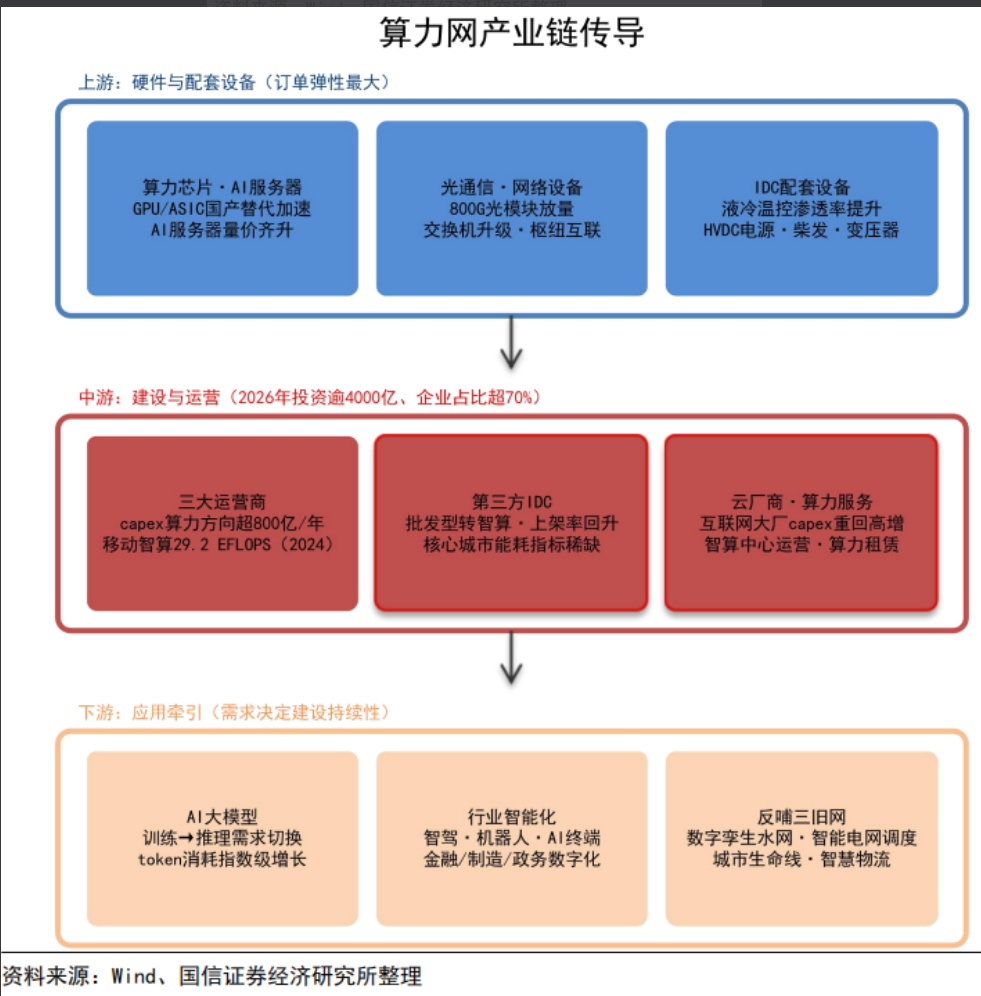 算力网产业链传导
上游：硬件与配套设备（订单弹性最大）
算力芯片·AI服务器
GPU/ASIC国产替代加速
AI服务器量价齐升
光通信·网络设备
800G光模块放量
交换机升级·枢纽互联
IDC配套设备
液冷温控渗透率提升
HVDC电源·柴发·变压器
中游：建设与运营（2026年投资逾4000亿、企业占比超70%）
三大运营商
capex算力方向超800亿/年
移动智算29.2 EFLOPS（2024）
第三方IDC
批发型转智算·上架率回升
核心城市能耗指标稀缺
云厂商·算力服务
互联网大厂capex重回高增
智算中心运营·算力租赁
下游：应用牵引（需求决定建设持续性）
AI大模型
训练→推理需求切换
token消耗指数级增长
行业智能化
智驾·机器人·AI终端
金融/制造/政务数字化
反哺三旧网
数字孪生水网·智能电网调度
城市生命线·智慧物流
资料来源：Wind、国信证券经济研究所整理